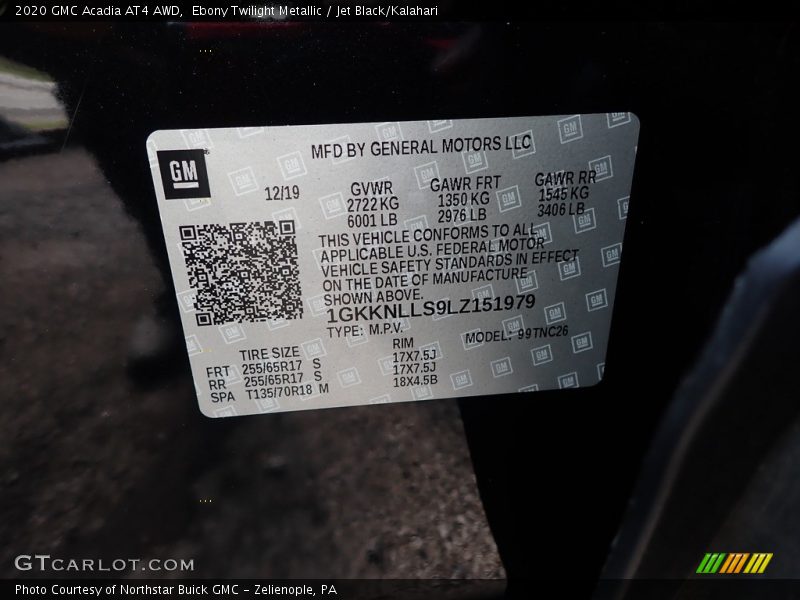 2020 GMC Acadia AT4 AWD,  Ebony Twilight Metallic / Jet Black/Kalahari
MFD BY GENERAL MOTORS LLC
GM
12/19
GVWR
2722 KG
6001 LB
GAWR FRT
1350 KG
2976 LB
GAWR RR
1545 KG
3406 LB
THIS VEHICLE CONFORMS TO ALL
APPLICABLE U.S. FEDERAL MOTOR
VEHICLE SAFETY STANDARDS IN EFFECT
ON THE DATE OF MANUFACTURE
SHOWN ABOVE.
1GKKNLLS9LZ151979
TYPE: M.P.V. MODEL: 99TNC26
TIRE SIZE RIM
FRT 255/65R17 S 17X7.5J
RR 255/65R17 S 17X7.5J
SPA T135/70R18 M 18X4.5B
GTCARLOT.COM
Photo Courtesy of Northstar Buick GMC - Zelienople, PA